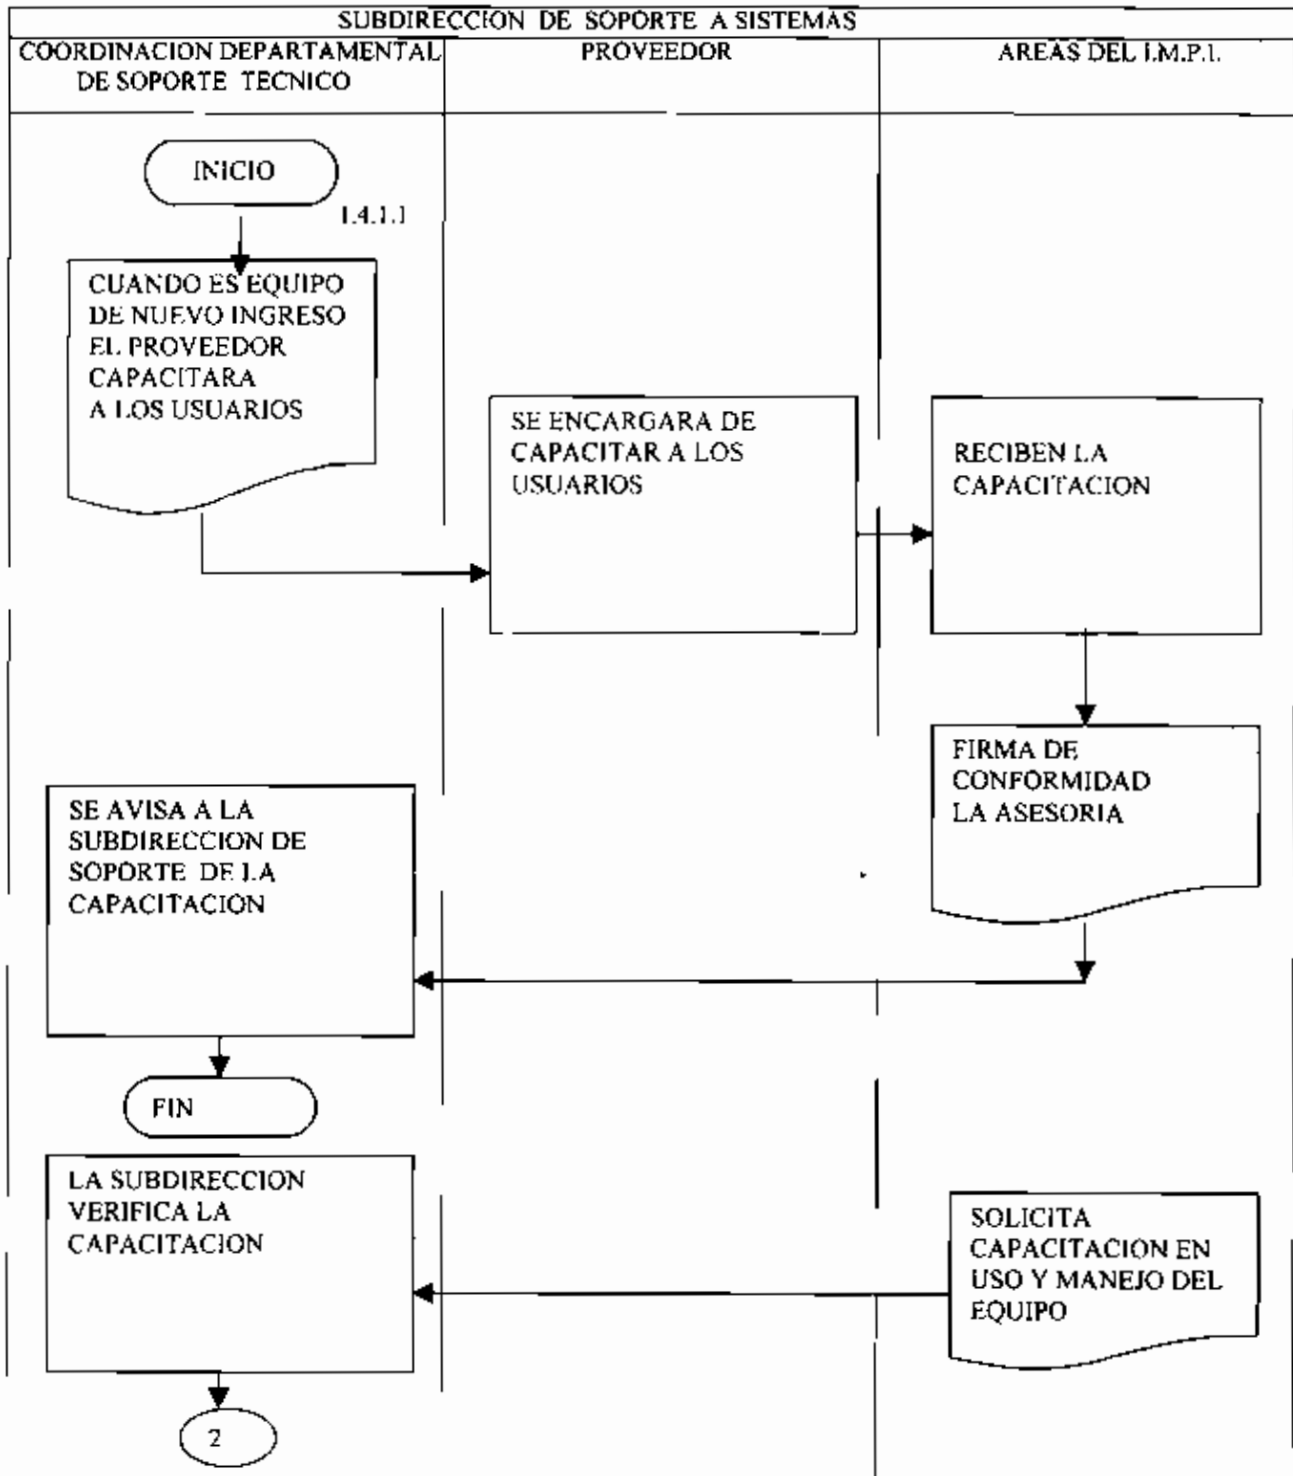 SUBDIRECCION DE SOPORTE A SISTEMAS
COORDINACION DEPARTAMENTAL
DE SOPORTE TECNICO
PROVEEDOR
AREAS DEL I.M.P.I.
INICIO
1.4.1.1
CUANDO ES EQUIPO
DE NUEVO INGRESO
EL PROVEEDOR
CAPACITARA
A LOS USUARIOS
SE ENCARGARA DE
CAPACITAR A LOS
USUARIOS
RECIBEN LA
CAPACITACION
FIRMA DE
CONFORMIDAD
LA ASESORIA
SE AVISA A LA
SUBDIRECCION DE
SOPORTE DE LA
CAPACITACION
FIN
LA SUBDIRECCION
VERIFICA LA
CAPACITACION
SOLICITA
CAPACITACION EN
USO Y MANEJO DEL
EQUIPO
2